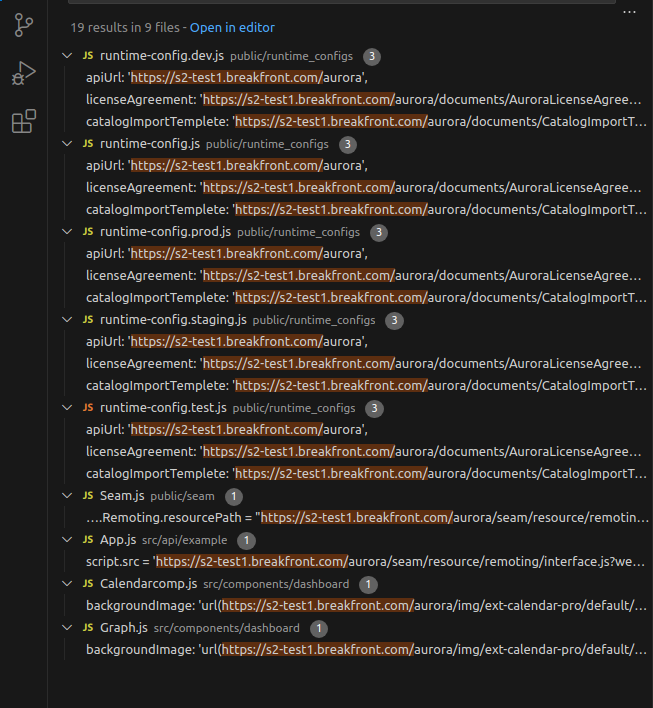 19 results in 9 files - Open in editor
JS runtime-config.dev.js public/runtime_configs 3
apiUrl: 'https://s2-test1.breakfront.com/aurora',
licenseAgreement: 'https://s2-test1.breakfront.com/aurora/documents/AuroraLicenseAgree...
catalogImportTemplete: 'https://s2-test1.breakfront.com/aurora/documents/CatalogImportT...
JS runtime-config.js public/runtime_configs 3
apiUrl: 'https://s2-test1.breakfront.com/aurora',
licenseAgreement: 'https://s2-test1.breakfront.com/aurora/documents/AuroraLicenseAgree...
catalogImportTemplete: 'https://s2-test1.breakfront.com/aurora/documents/CatalogImportT...
JS runtime-config.prod.js public/runtime_configs 3
apiUrl: 'https://s2-test1.breakfront.com/aurora',
licenseAgreement: 'https://s2-test1.breakfront.com/aurora/documents/AuroraLicenseAgree...
catalogImportTemplete: 'https://s2-test1.breakfront.com/aurora/documents/CatalogImportT...
JS runtime-config.staging.js public/runtime_configs 3
apiUrl: 'https://s2-test1.breakfront.com/aurora',
licenseAgreement: 'https://s2-test1.breakfront.com/aurora/documents/AuroraLicenseAgree...
catalogImportTemplete: 'https://s2-test1.breakfront.com/aurora/documents/CatalogImportT...
JS runtime-config.test.js public/runtime_configs 3
apiUrl: 'https://s2-test1.breakfront.com/aurora',
licenseAgreement: 'https://s2-test1.breakfront.com/aurora/documents/AuroraLicenseAgree...
catalogImportTemplete: 'https://s2-test1.breakfront.com/aurora/documents/CatalogImportT...
JS Seam.js public/seam 1
....Remoting.resourcePath = "https://s2-test1.breakfront.com/aurora/seam/resource/remotin...
JS App.js src/api/example 1
script.src = 'https://s2-test1.breakfront.com/aurora/seam/resource/remoting/interface.js?we...
JS Calendarcomp.js src/components/dashboard 1
backgroundImage: 'url(https://s2-test1.breakfront.com/aurora/img/ext-calendar-pro/default/...
JS Graph.js src/components/dashboard 1
backgroundImage: 'url(https://s2-test1.breakfront.com/aurora/img/ext-calendar-pro/default/...